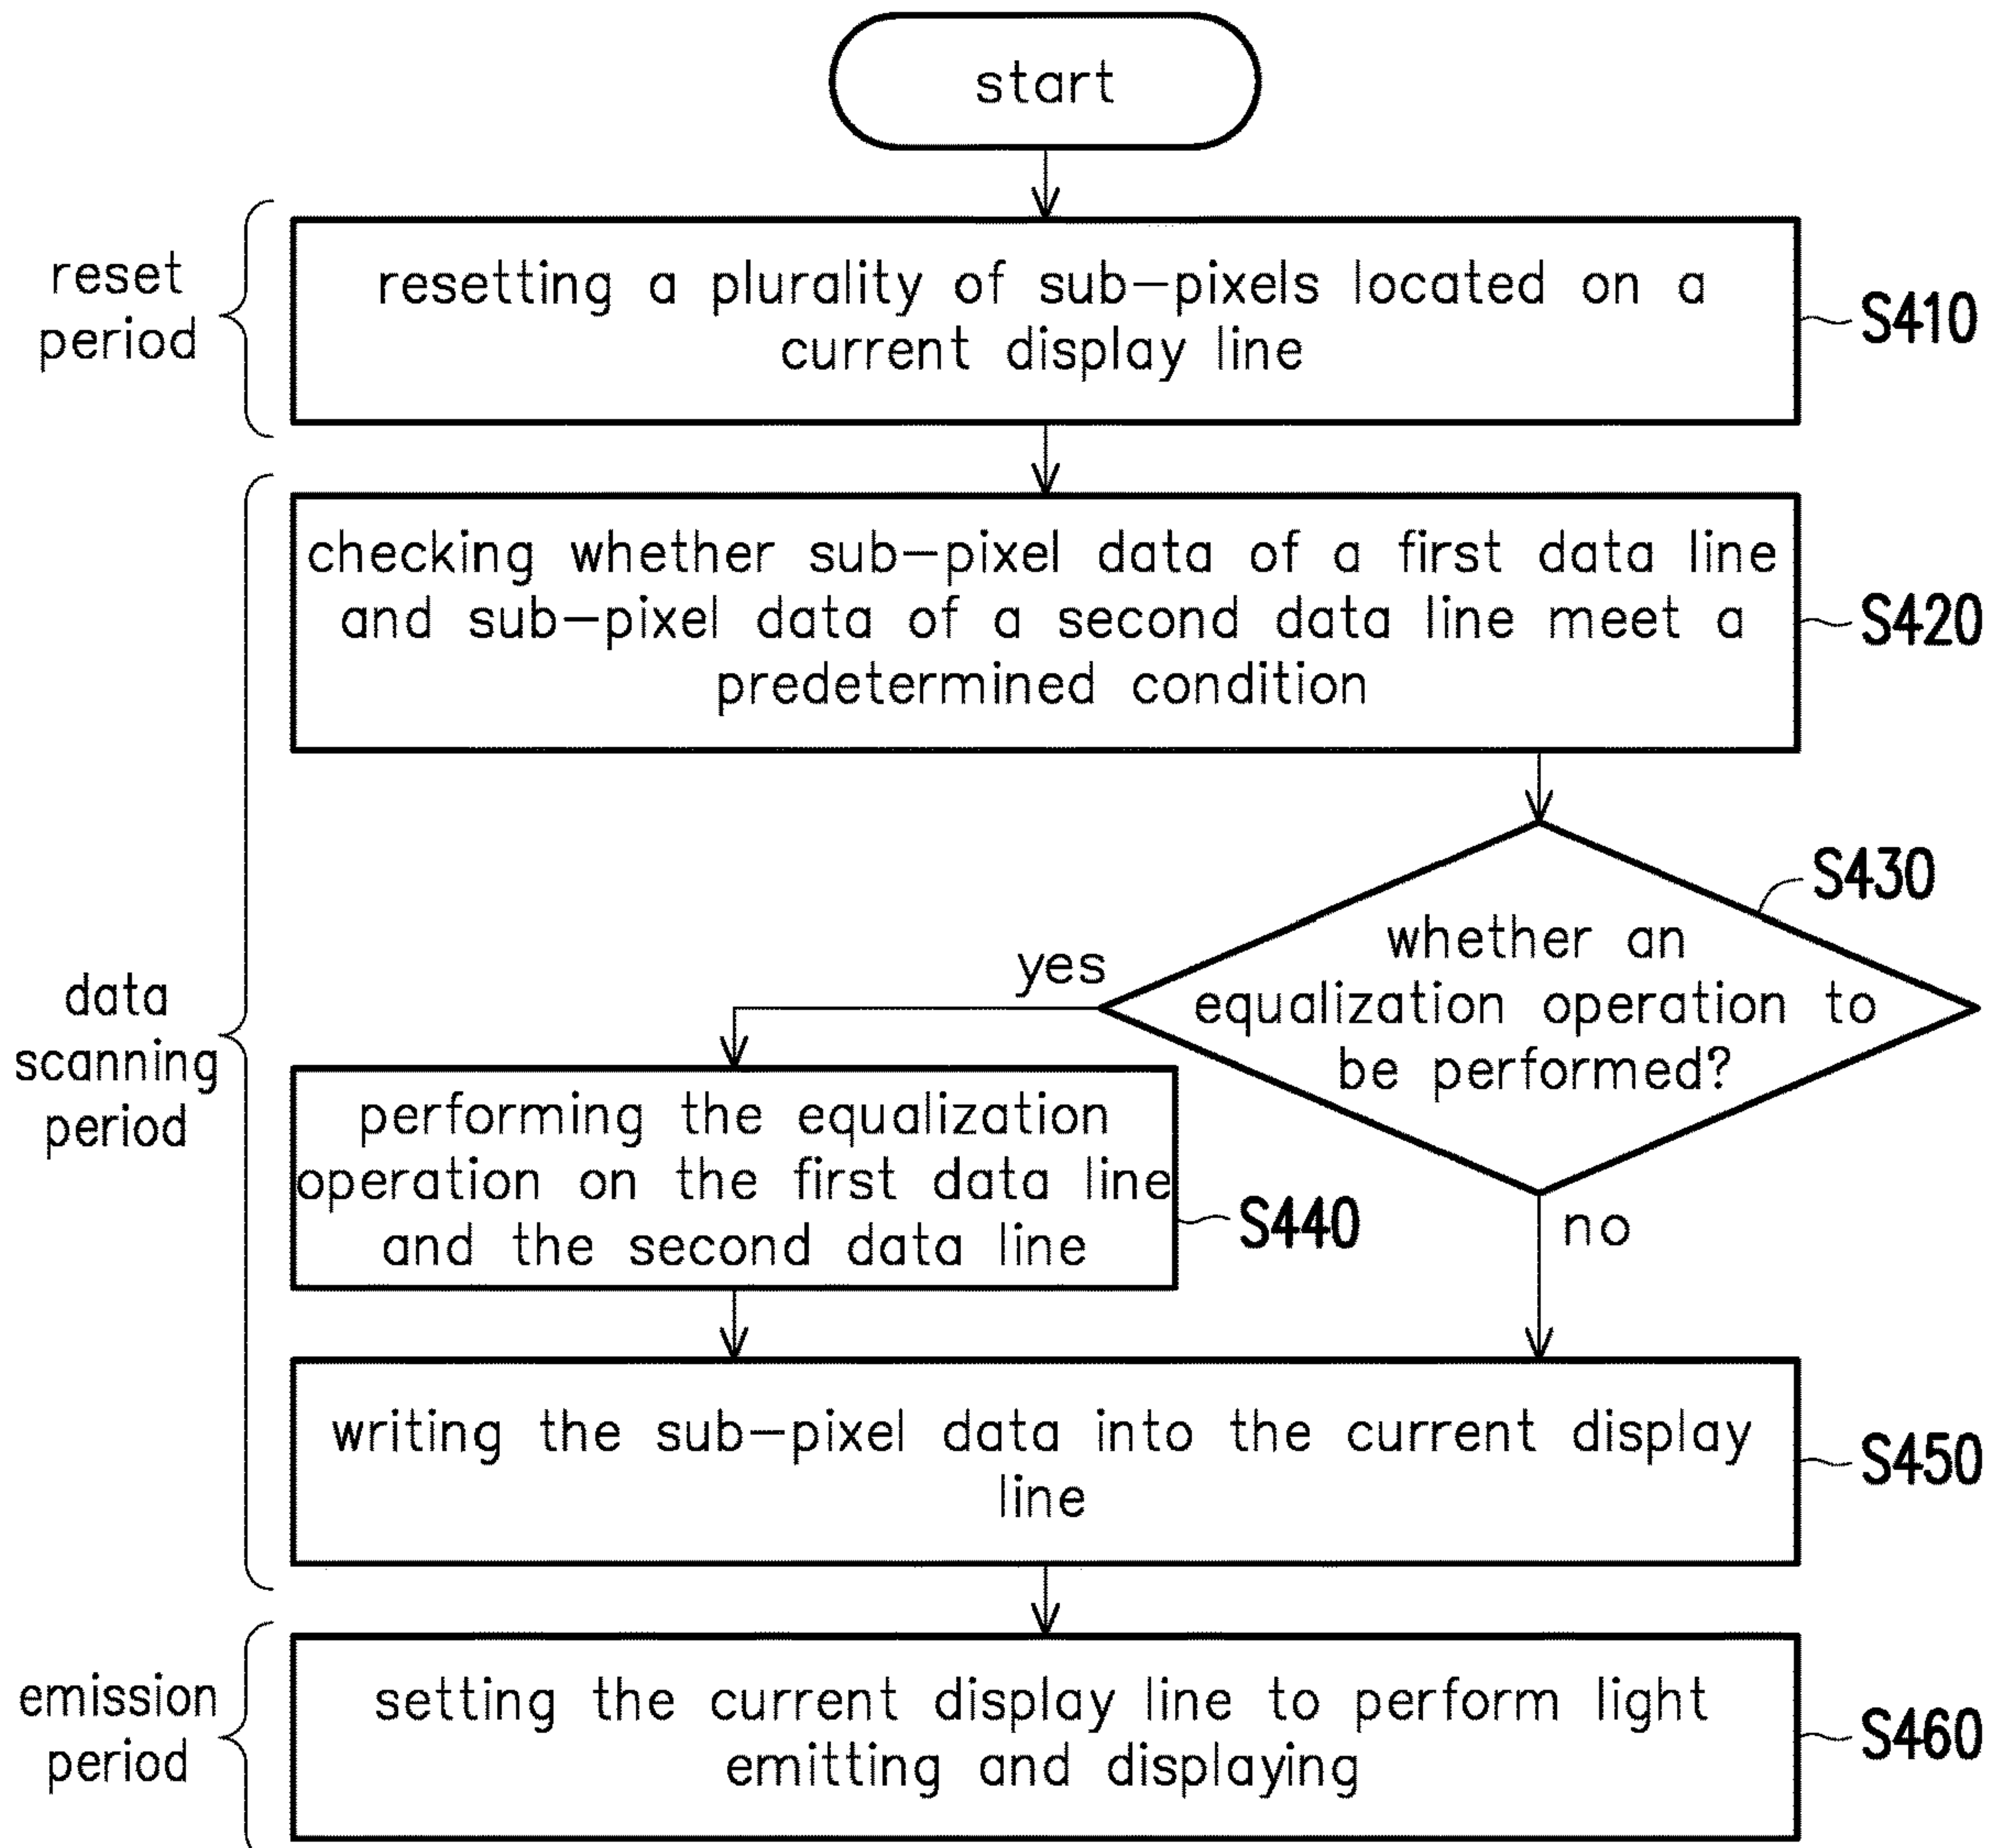 start
reset
period
resetting a plurality of sub-pixels located on a
current display line
S410
checking whether sub-pixel data of a first data line
and sub-pixel data of a second data line meet a
predetermined condition
S420
data
scanning
period
S430
whether an
equalization operation to
be performed?
yes
no
performing the equalization
operation on the first data line
and the second data line
S440
writing the sub-pixel data into the current display
line
S450
emission
period
setting the current display line to perform light
emitting and displaying
S460